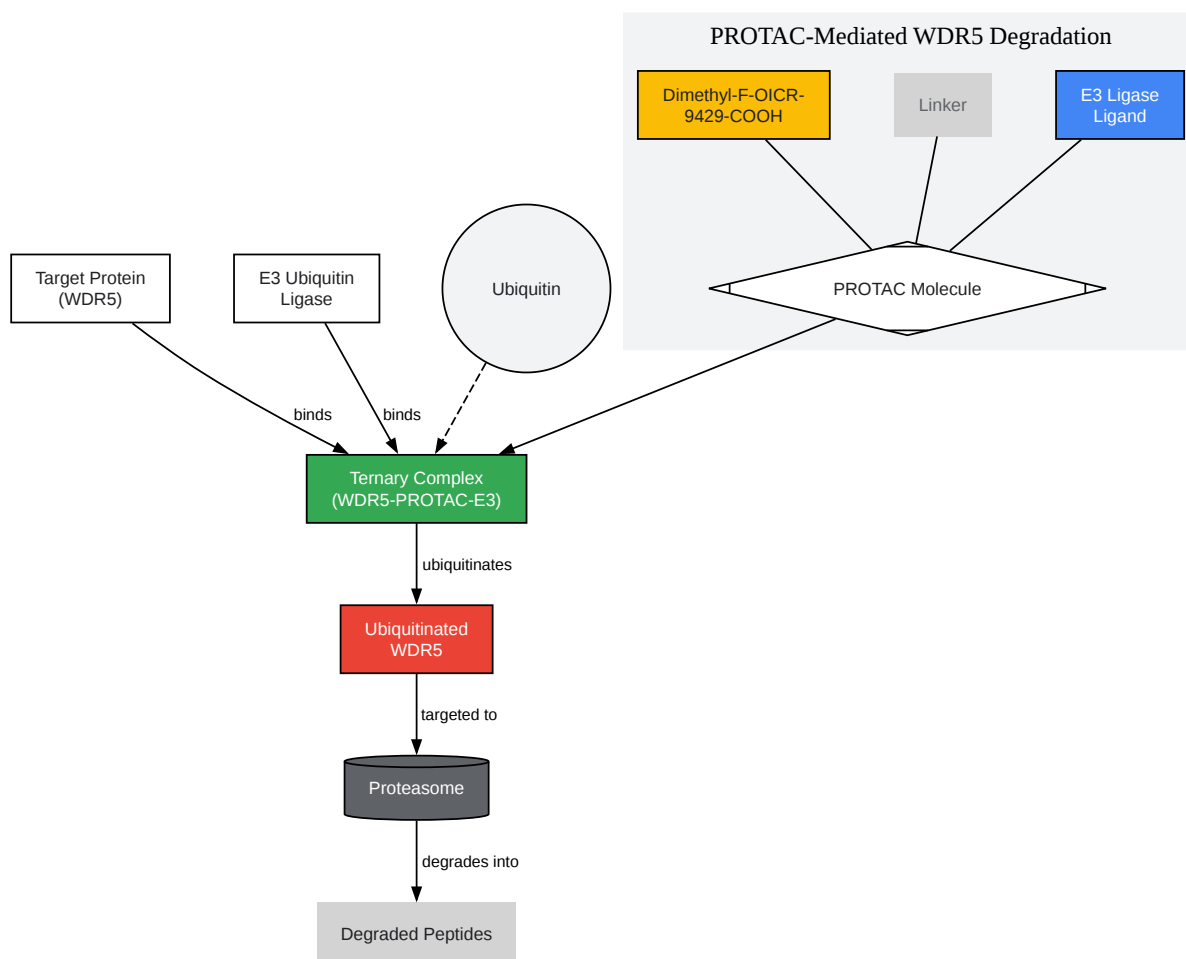 PROTAC-Mediated WDR5 Degradation
Dimethyl-F-OICR-
9429-COOH
Linker
E3 Ligase
Ligand
Target Protein
(WDR5)
E3 Ubiquitin
Ligase
Ubiquitin
PROTAC Molecule
binds
binds
Ternary Complex
(WDR5-PROTAC-E3)
ubiquitinates
Ubiquitinated
WDR5
targeted to
Proteasome
degrades into
Degraded Peptides